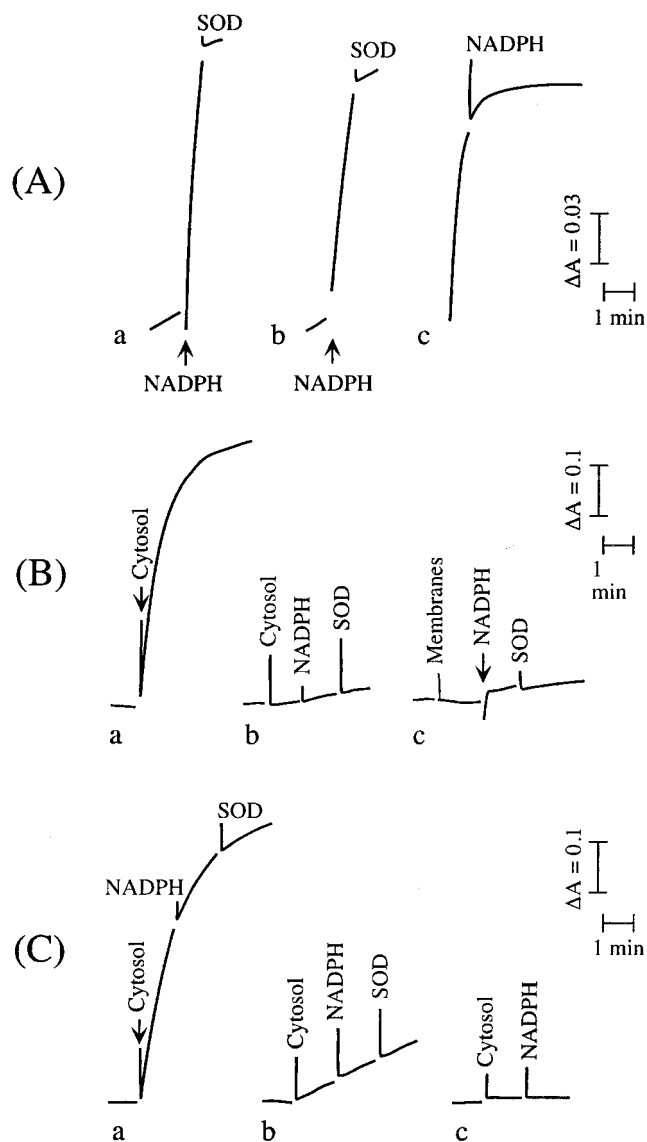 SOD
SOD
NADPH
(A)
ΔA = 0.03
1 min
a
b
c
NADPH
NADPH
(B)
Cytosol
Cytosol
NADPH
SOD
Membranes
NADPH
SOD
ΔA = 0.1
1
min
a
b
c
(C)
SOD
NADPH
Cytosol
Cytosol
NADPH
SOD
Cytosol
NADPH
ΔA = 0.1
1 min
a
b
c